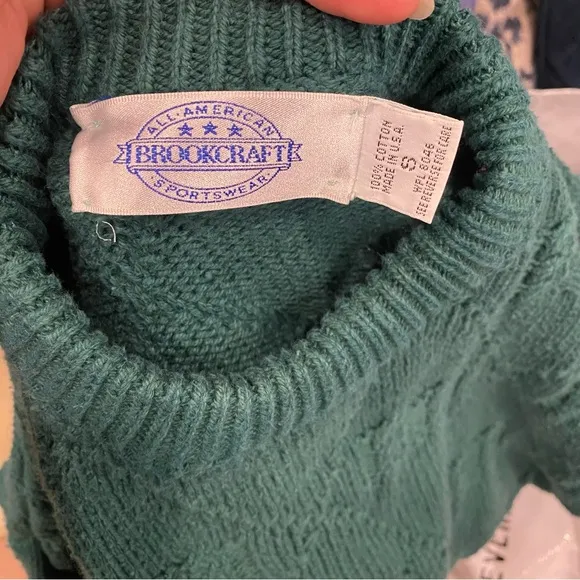 ALL-AMERICAN
BROOKCRAFT
SPORTSWEAR
100% COTTON
MADE IN U.S.A.
S
WPL 8046
SEE REVERSE FOR CARE